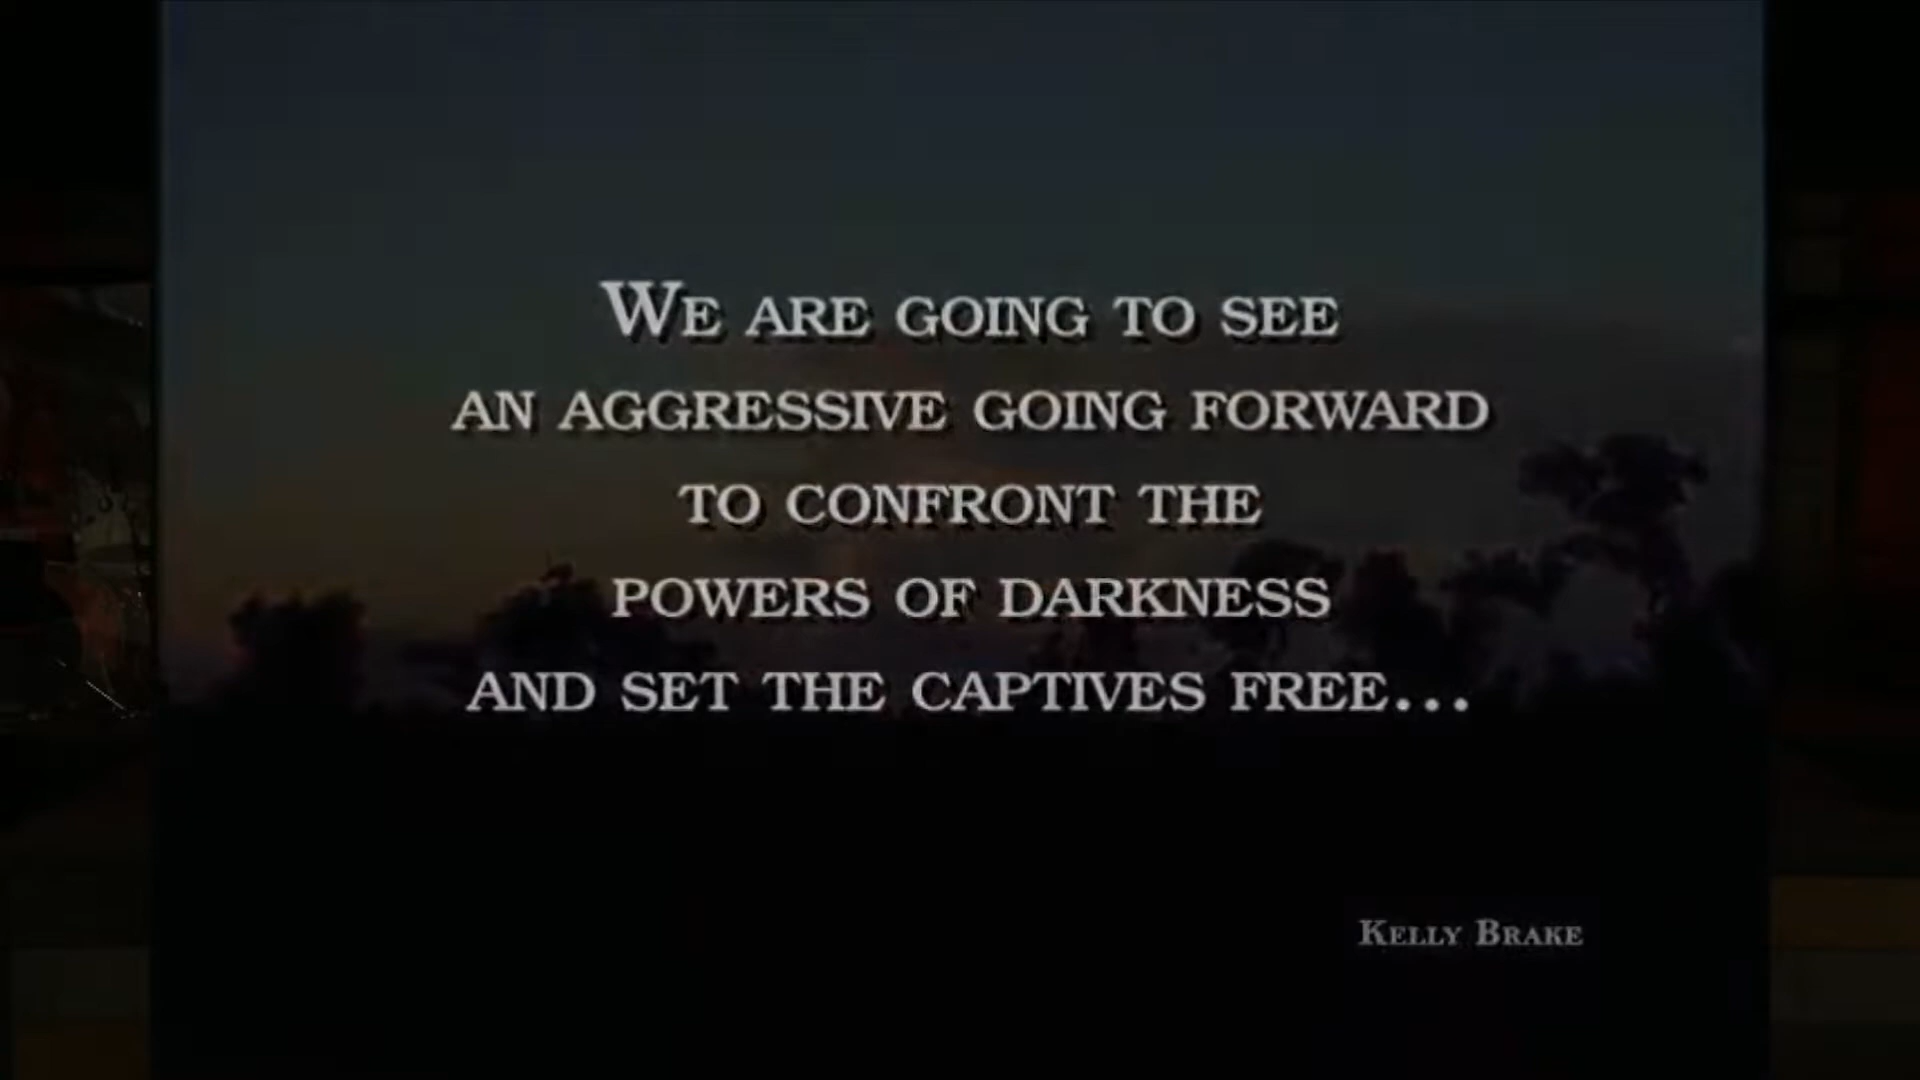 We are going to see
an aggressive going forward
to confront the
powers of darkness
and set the captives free...
Kelly Brake